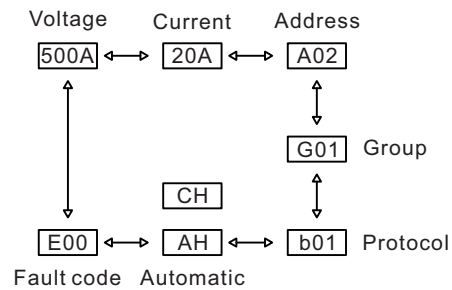 Voltage Current Address
500A 20A A02
G01 Group
CH
E00 AH b01 Protocol
Fault code Automatic